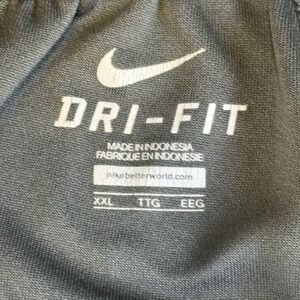 DRI-FIT
MADE IN INDONESIA
FABRIQUE EN INDONESIE
nikebetterworld.com
XXL TTG EEG